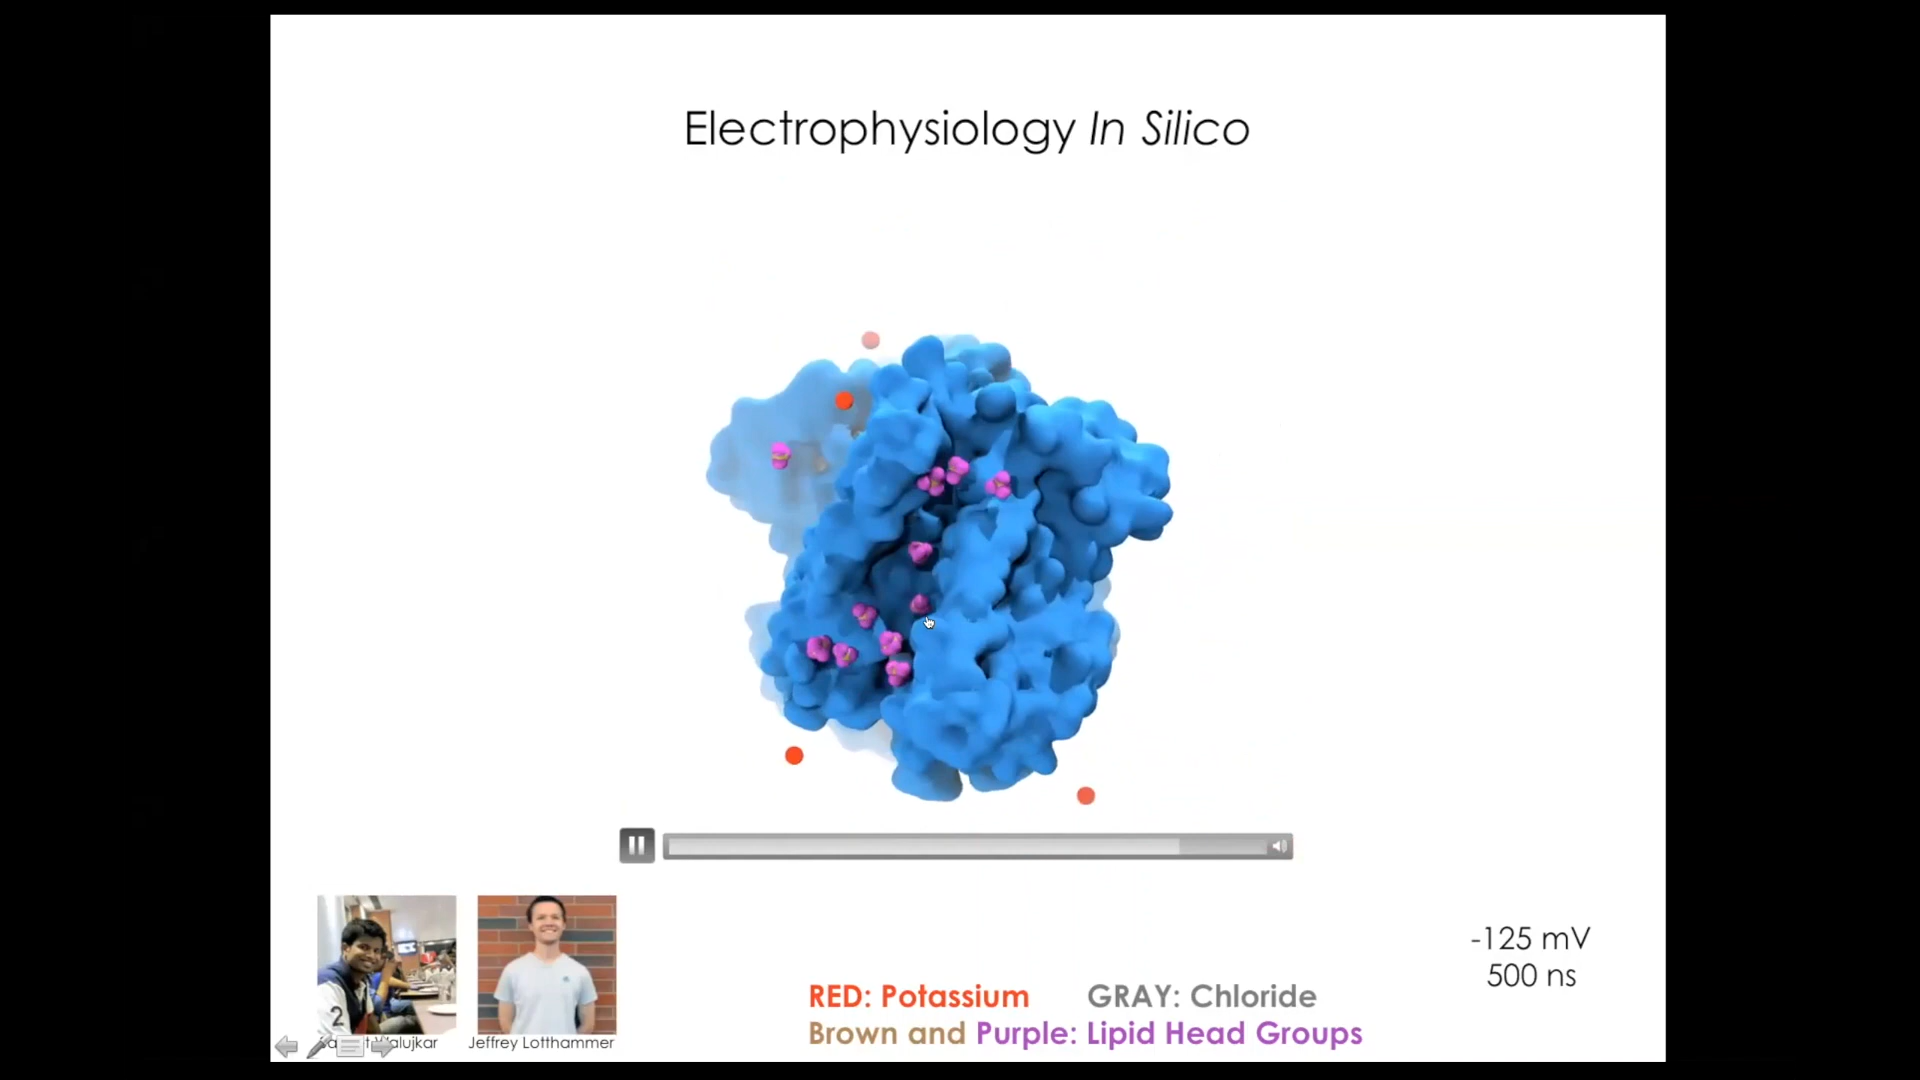 Electrophysiology In Silico
-125 mV
500 ns
RED: Potassium GRAY: Chloride
Brown and Purple: Lipid Head Groups
2
Jeffrey Lotthammer